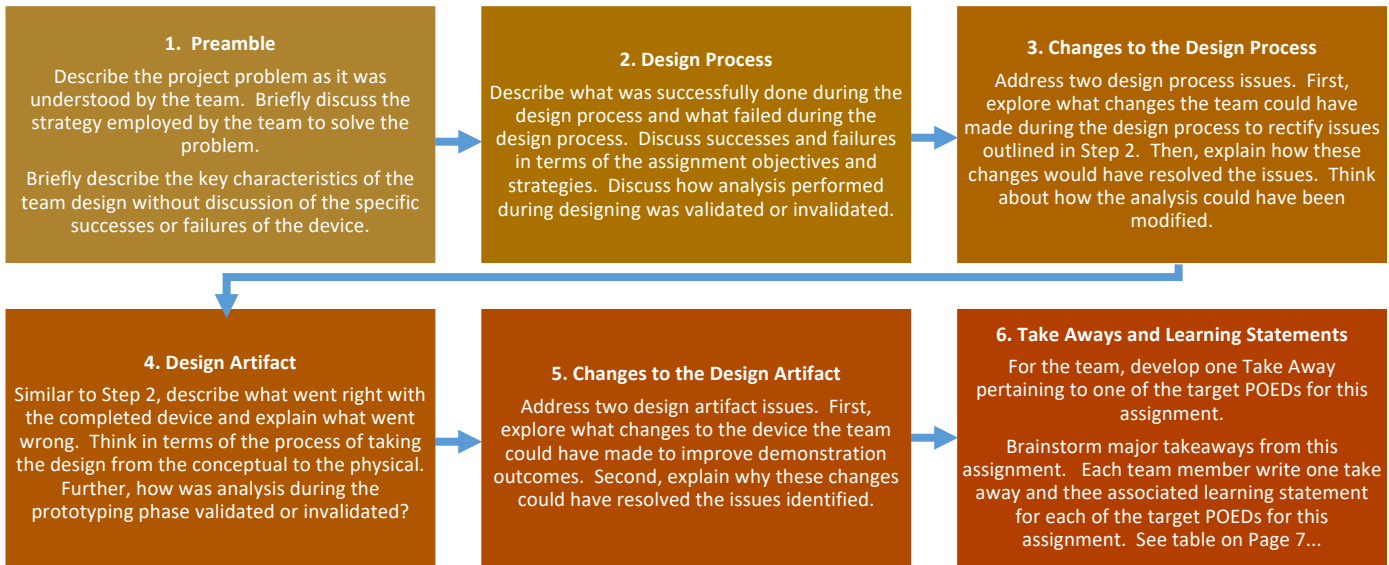 1. Preamble
Describe the project problem as it was
understood by the team. Briefly discuss the
strategy employed by the team to solve the
problem.
Briefly describe the key characteristics of the
team design without discussion of the specific
successes or failures of the device.
2. Design Process
Describe what was successfully done during the
design process and what failed during the
design process. Discuss successes and failures
in terms of the assignment objectives and
strategies. Discuss how analysis performed
during designing was validated or invalidated.
3. Changes to the Design Process
Address two design process issues. First,
explore what changes the team could have
made during the design process to rectify issues
outlined in Step 2. Then, explain how these
changes would have resolved the issues. Think
about how the analysis could have been
modified.
4. Design Artifact
Similar to Step 2, describe what went right with
the completed device and explain what went
wrong. Think in terms of the process of taking
the design from the conceptual to the physical.
Further, how was analysis during the
prototyping phase validated or invalidated?
5. Changes to the Design Artifact
Address two design artifact issues. First,
explore what changes to the device the team
could have made to improve demonstration
outcomes. Second, explain why these changes
could have resolved the issues identified.
6. Take Aways and Learning Statements
For the team, develop one Take Away
pertaining to one of the target POEDs for this
assignment.
Brainstorm major takeaways from this
assignment. Each team member write one take
away and thee associated learning statement
for each of the target POEDs for this
assignment. See table on Page 7...